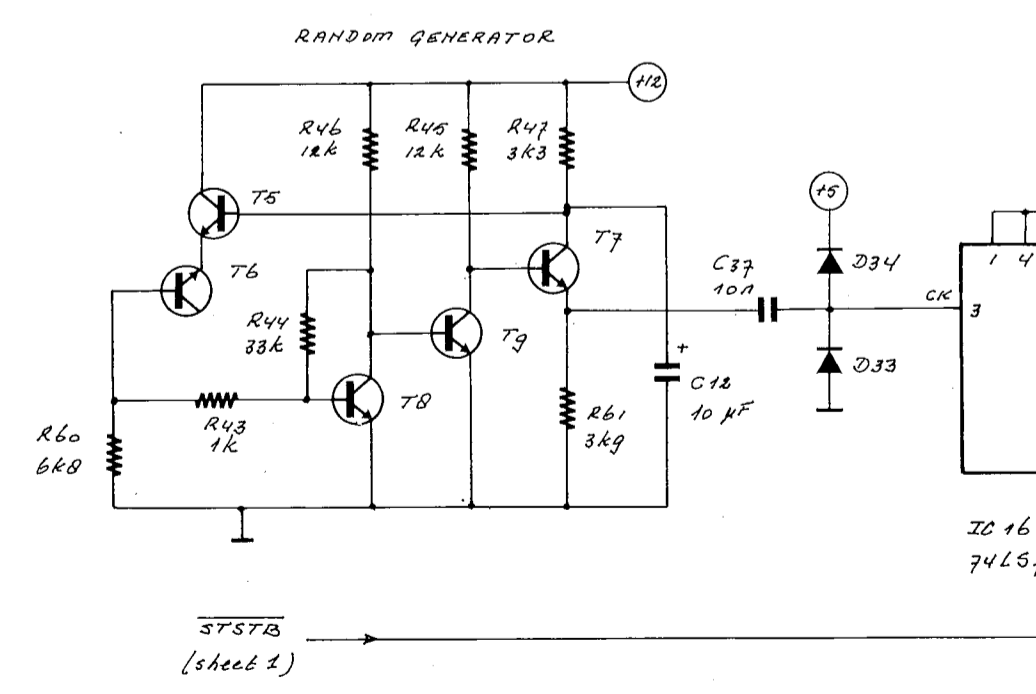 RANDOM GENERATOR
+12
R46
12k
R45
12k
R47
3k3
T5
+5
T7
T6
C37
10n
D34
1 4
CK
3
R44
33k
T9
+
D33
T8
C12
10 µF
R43
1k
R61
3k9
R60
6k8
IC 16
74LS
STSTB
(sheet 1)